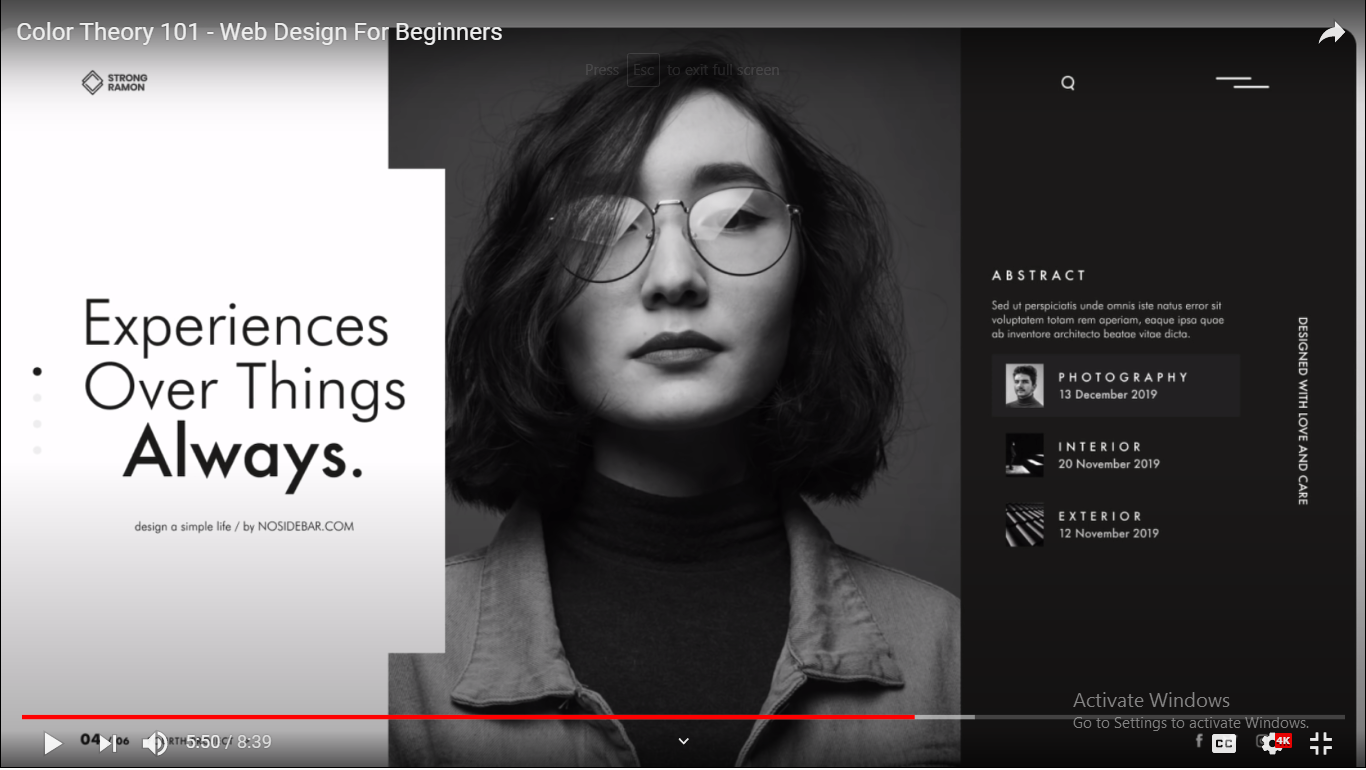 Color Theory 101 - Web Design For Beginners
Press Esc to exit full screen
STRONG
RAMON
Experiences
Over Things
Always.
design a simple life / by NOSIDEBAR.COM
ABSTRACT
Sed ut perspiciatis unde omnis iste natus error sit
voluptatem totam rem aperiam, eaque ipsa quae
ab inventore architecto beatae vitae dicta.
PHOTOGRAPHY
13 December 2019
INTERIOR
20 November 2019
EXTERIOR
12 November 2019
DESIGNED WITH LOVE AND CARE
Activate Windows
Go to Settings to activate Windows.
04 06
5:50 / 8:39
f
CC
4K